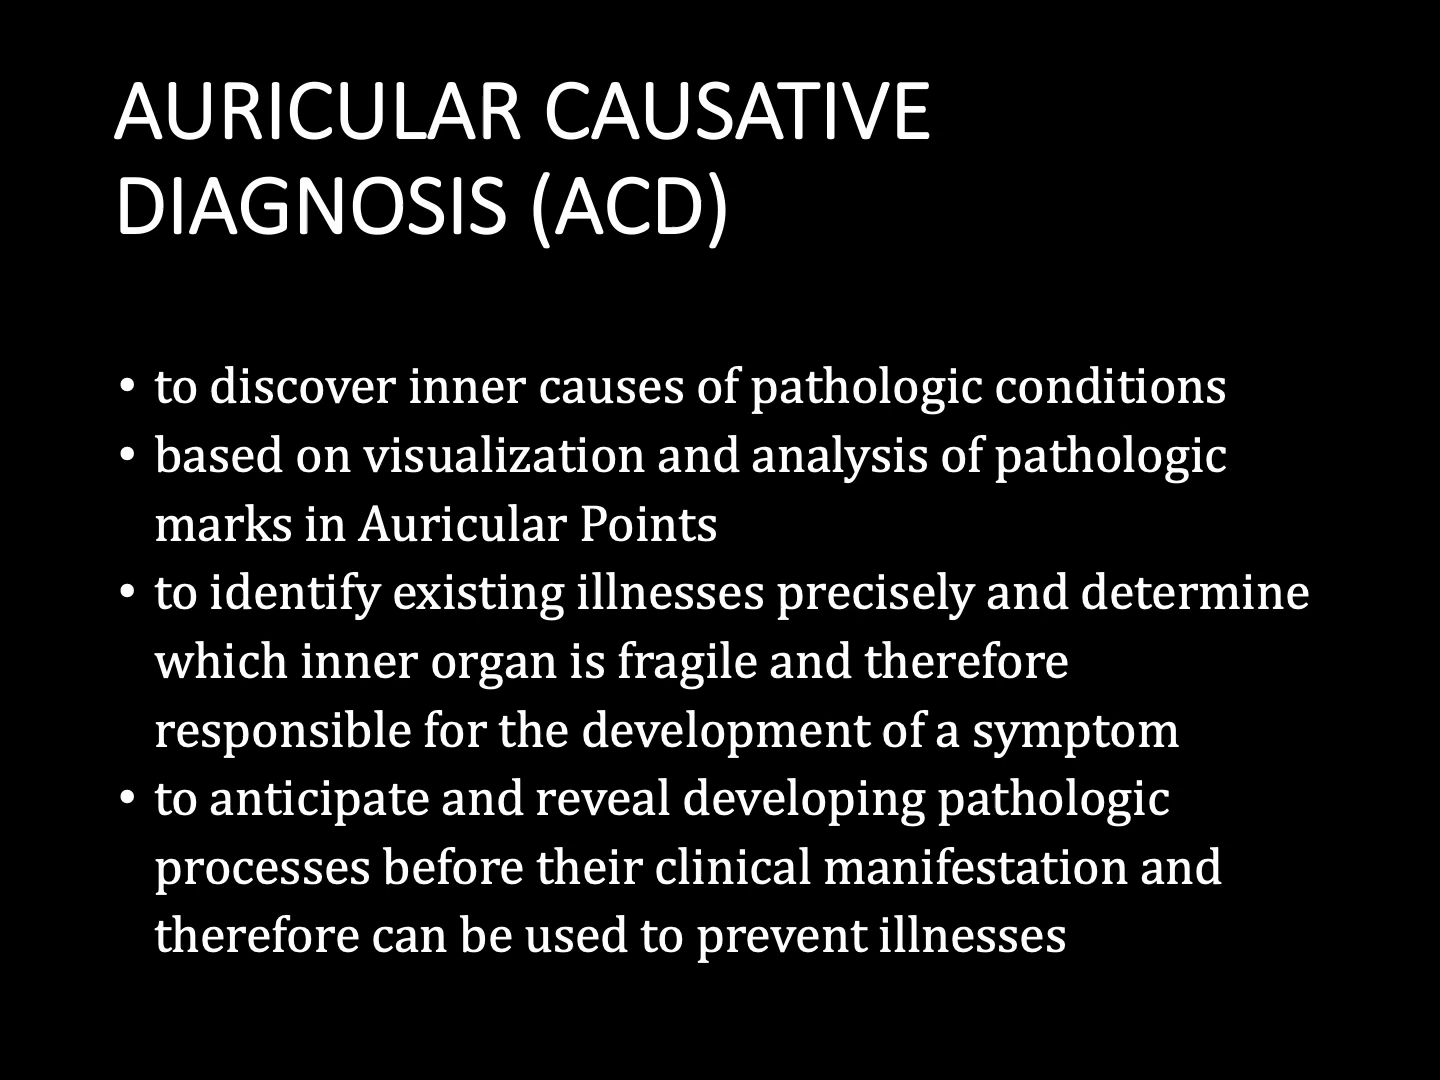 AURICULAR CAUSATIVE
DIAGNOSIS (ACD)
• to discover inner causes of pathologic conditions
• based on visualization and analysis of pathologic
marks in Auricular Points
• to identify existing illnesses precisely and determine
which inner organ is fragile and therefore
responsible for the development of a symptom
• to anticipate and reveal developing pathologic
processes before their clinical manifestation and
therefore can be used to prevent illnesses